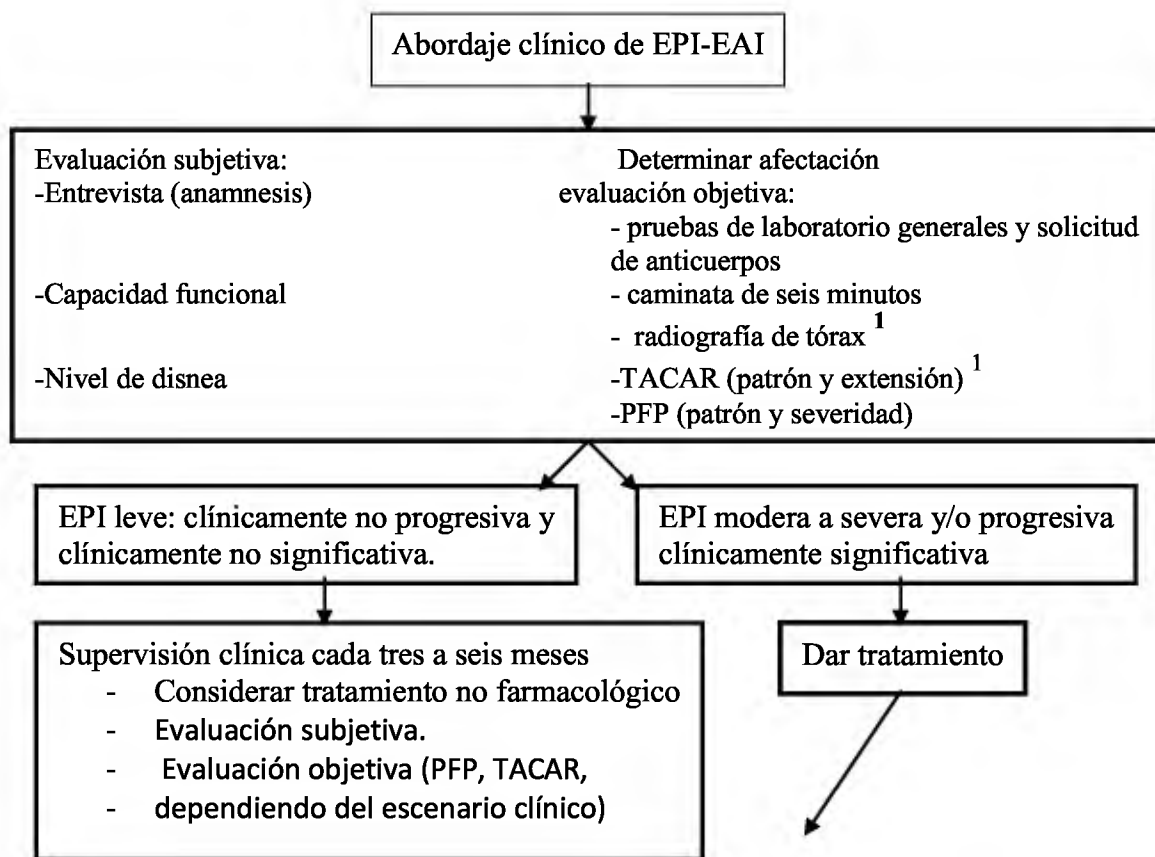 Abordaje clínico de EPI-EAI
Evaluación subjetiva:
-Entrevista (anamnesis)
-Capacidad funcional
-Nivel de disnea
Determinar afectación
evaluación objetiva:
- pruebas de laboratorio generales y solicitud
de anticuerpos
- caminata de seis minutos
- radiografía de tórax 1
-TACAR (patrón y extensión) 1
-PFP (patrón y severidad)
EPI leve: clínicamente no progresiva y
clínicamente no significativa.
EPI modera a severa y/o progresiva
clínicamente significativa
Supervisión clínica cada tres a seis meses
- Considerar tratamiento no farmacológico
- Evaluación subjetiva.
- Evaluación objetiva (PFP, TACAR,
- dependiendo del escenario clínico)
Dar tratamiento